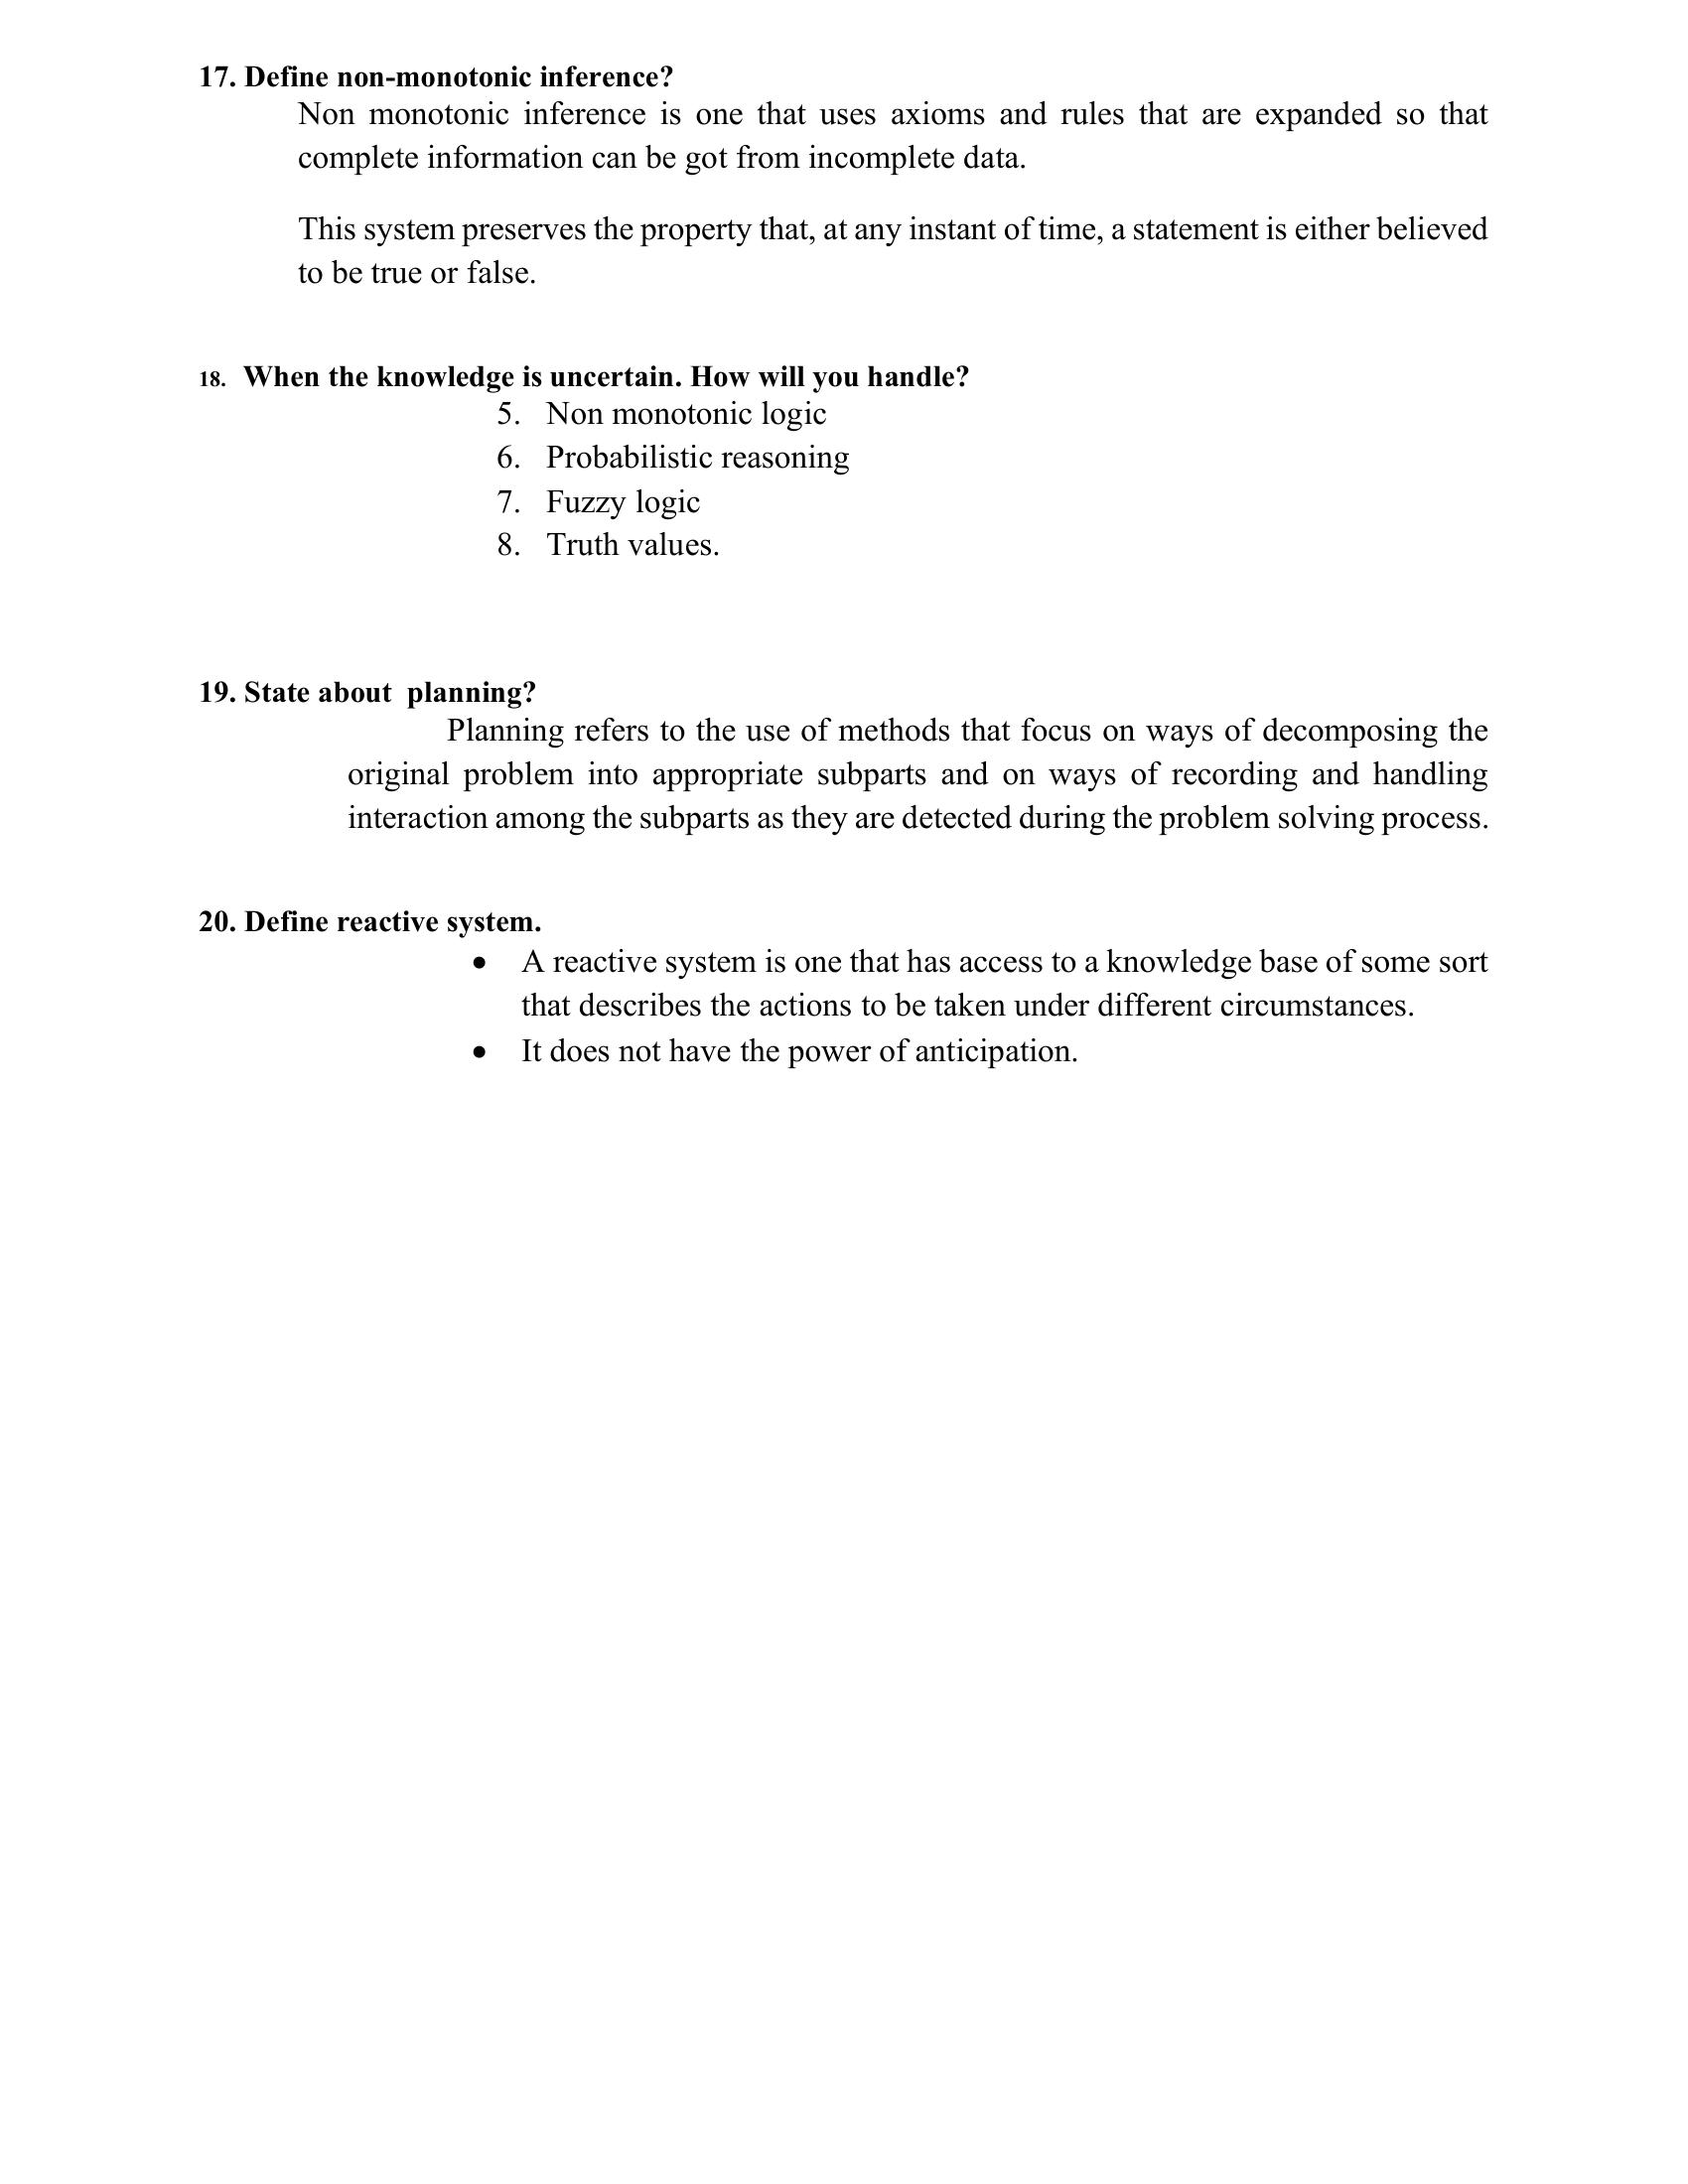 17. Define non-monotonic inference?
Non monotonic inference is one that uses axioms and rules that are expanded so that
complete information can be got from incomplete data.
This system preserves the property that, at any instant of time, a statement is either believed
to be true or false.
18. When the knowledge is uncertain. How will you handle?
5. Non monotonic logic
6. Probabilistic reasoning
7. Fuzzy logic
8. Truth values.
19. State about planning?
Planning refers to the use of methods that focus on ways of decomposing the
original problem into appropriate subparts and on ways of recording and handling
interaction among the subparts as they are detected during the problem solving process.
20. Define reactive system.
• A reactive system is one that has access to a knowledge base of some sort
that describes the actions to be taken under different circumstances.
• It does not have the power of anticipation.